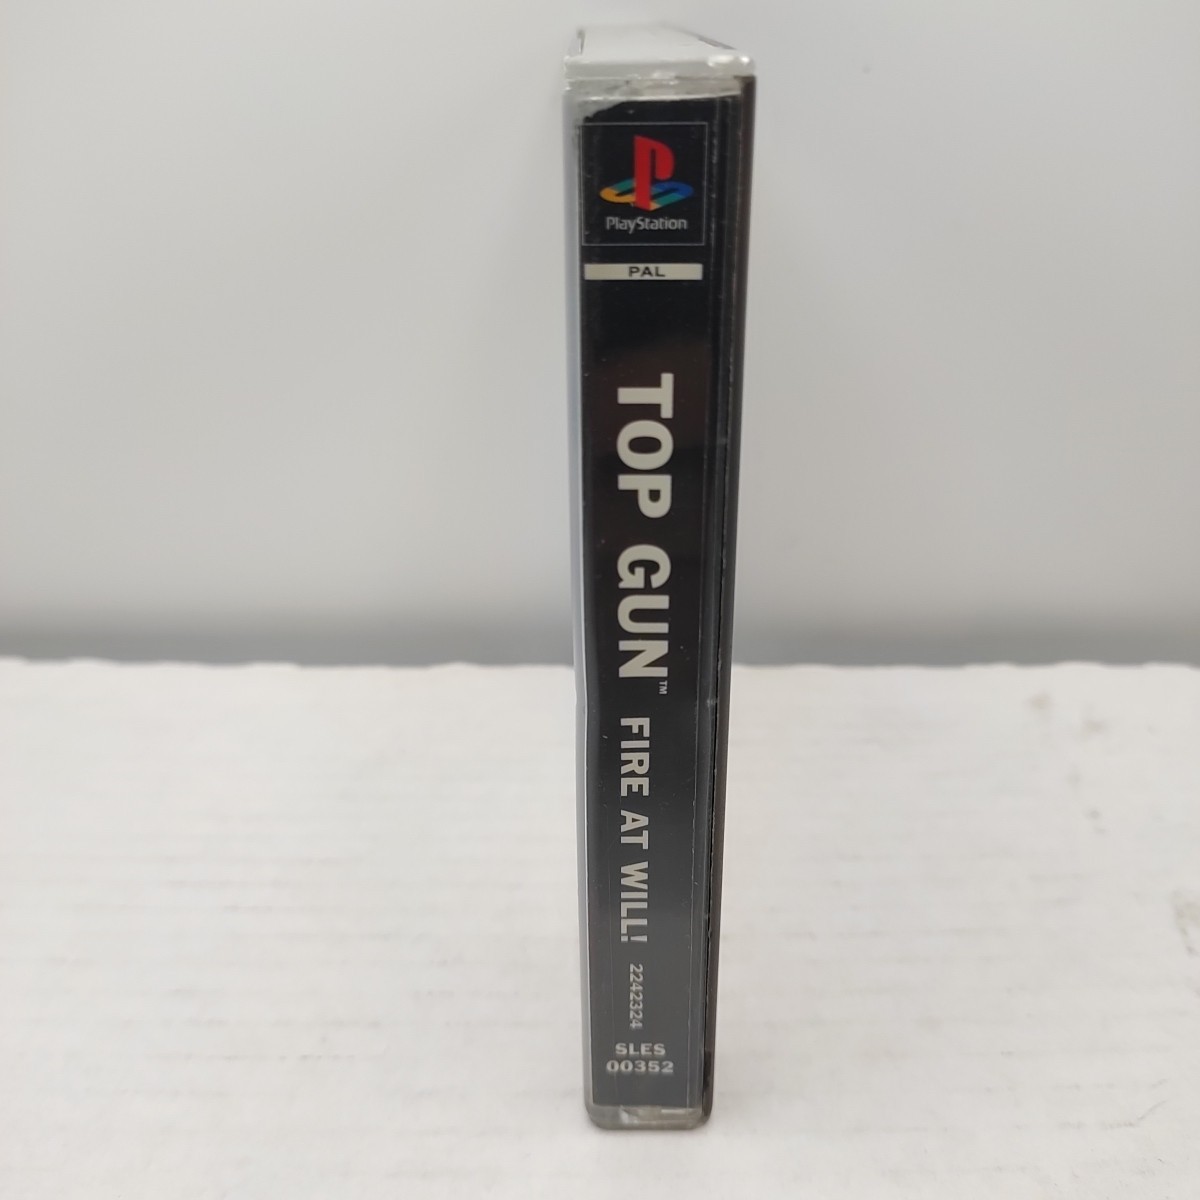 PlayStation
PAL
TOP GUN™ FIRE AT WILL! 2242324
SLES
00352